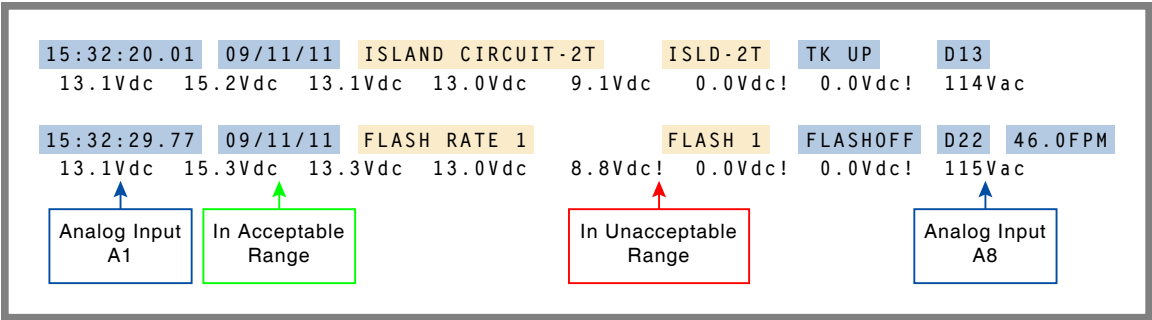 15:32:20.01 09/11/11 ISLAND CIRCUIT-2T ISLD-2T TK UP D13
13.1Vdc 15.2Vdc 13.1Vdc 13.0Vdc 9.1Vdc 0.0Vdc! 0.0Vdc! 114Vac
15:32:29.77 09/11/11 FLASH RATE 1 FLASH 1 FLASHOFF D22 46.0FPM
13.1Vdc 15.3Vdc 13.3Vdc 13.0Vdc 8.8Vdc! 0.0Vdc! 0.0Vdc! 115Vac
Analog Input
A1
In Acceptable
Range
In Unacceptable
Range
Analog Input
A8